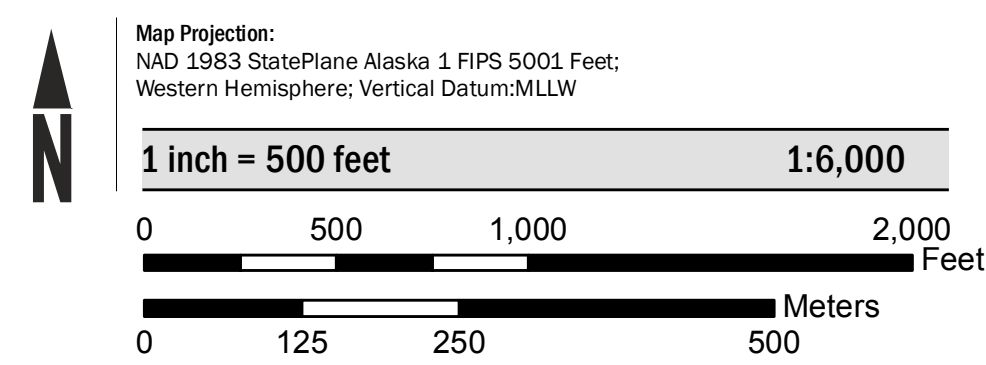 Map Projection:
NAD 1983 StatePlane Alaska 1 FIPS 5001 Feet;
Western Hemisphere; Vertical Datum:MLLW
N
1 inch = 500 feet 1:6,000
0 500 1,000 2,000
Feet
Meters
0 125 250 500